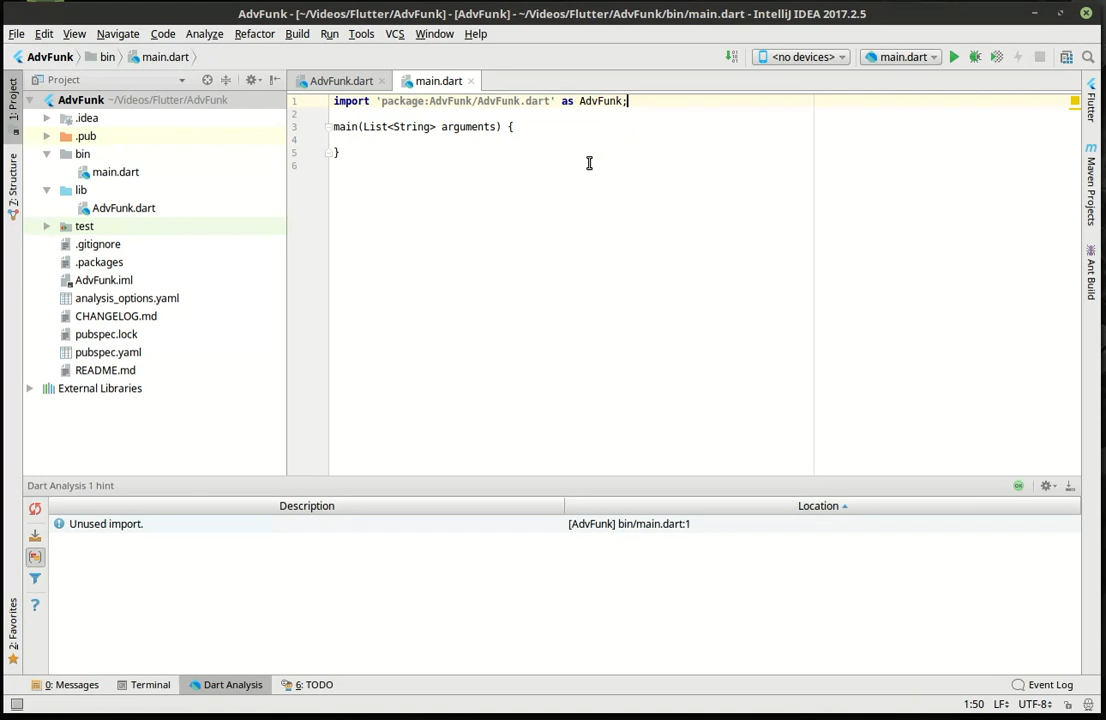 AdvFunk - [~/Videos/Flutter/AdvFunk] - [AdvFunk] - ~/Videos/Flutter/AdvFunk/bin/main.dart - IntelliJ IDEA 2017.2.5
File Edit View Navigate Code Analyze Refactor Build Run Tools VCS Window Help
AdvFunk bin main.dart <no devices> main.dart
Project
AdvFunk.dart main.dart
1: Project
Z: Structure
2: Favorites
AdvFunk ~/Videos/Flutter/AdvFunk
.idea
.pub
bin
main.dart
lib
AdvFunk.dart
test
.gitignore
.packages
AdvFunk.iml
analysis_options.yaml
CHANGELOG.md
pubspec.lock
pubspec.yaml
README.md
External Libraries
1 import 'package:AdvFunk/AdvFunk.dart' as AdvFunk;
2
3 main(List<String> arguments) {
4
5 }
6
Flutter
Maven Projects
Ant Build
Dart Analysis 1 hint
Description Location
Unused import. [AdvFunk] bin/main.dart:1
0: Messages Terminal Dart Analysis 6: TODO Event Log
1:50 LF UTF-8